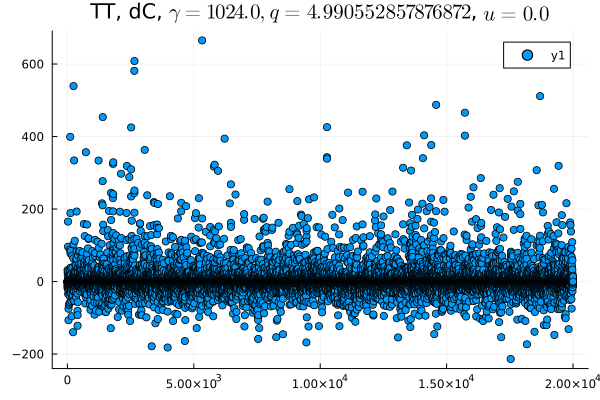 TT, dC, γ = 1024.0, q = 4.990552857876872, u = 0.0
y1
600
400
200
0
−200
0 5.00×10³ 1.00×10⁴ 1.50×10⁴ 2.00×10⁴